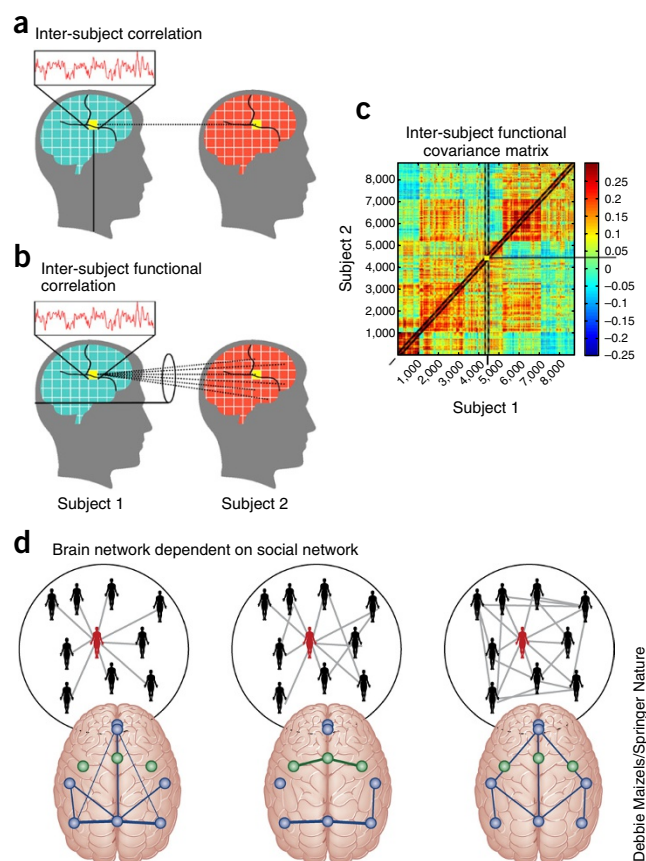 a
Inter-subject correlation
b
Inter-subject functional
correlation
Subject 1
Subject 2
c
Inter-subject functional
covariance matrix
8,000
7,000
6,000
5,000
4,000
3,000
2,000
1,000
1
Subject 2
1,000
2,000
3,000
4,000
5,000
6,000
7,000
8,000
Subject 1
0.25
0.20
0.15
0.10
0.05
0
−0.05
−0.1
−0.15
−0.2
−0.25
d
Brain network dependent on social network
Debbie Maizels/Springer Nature